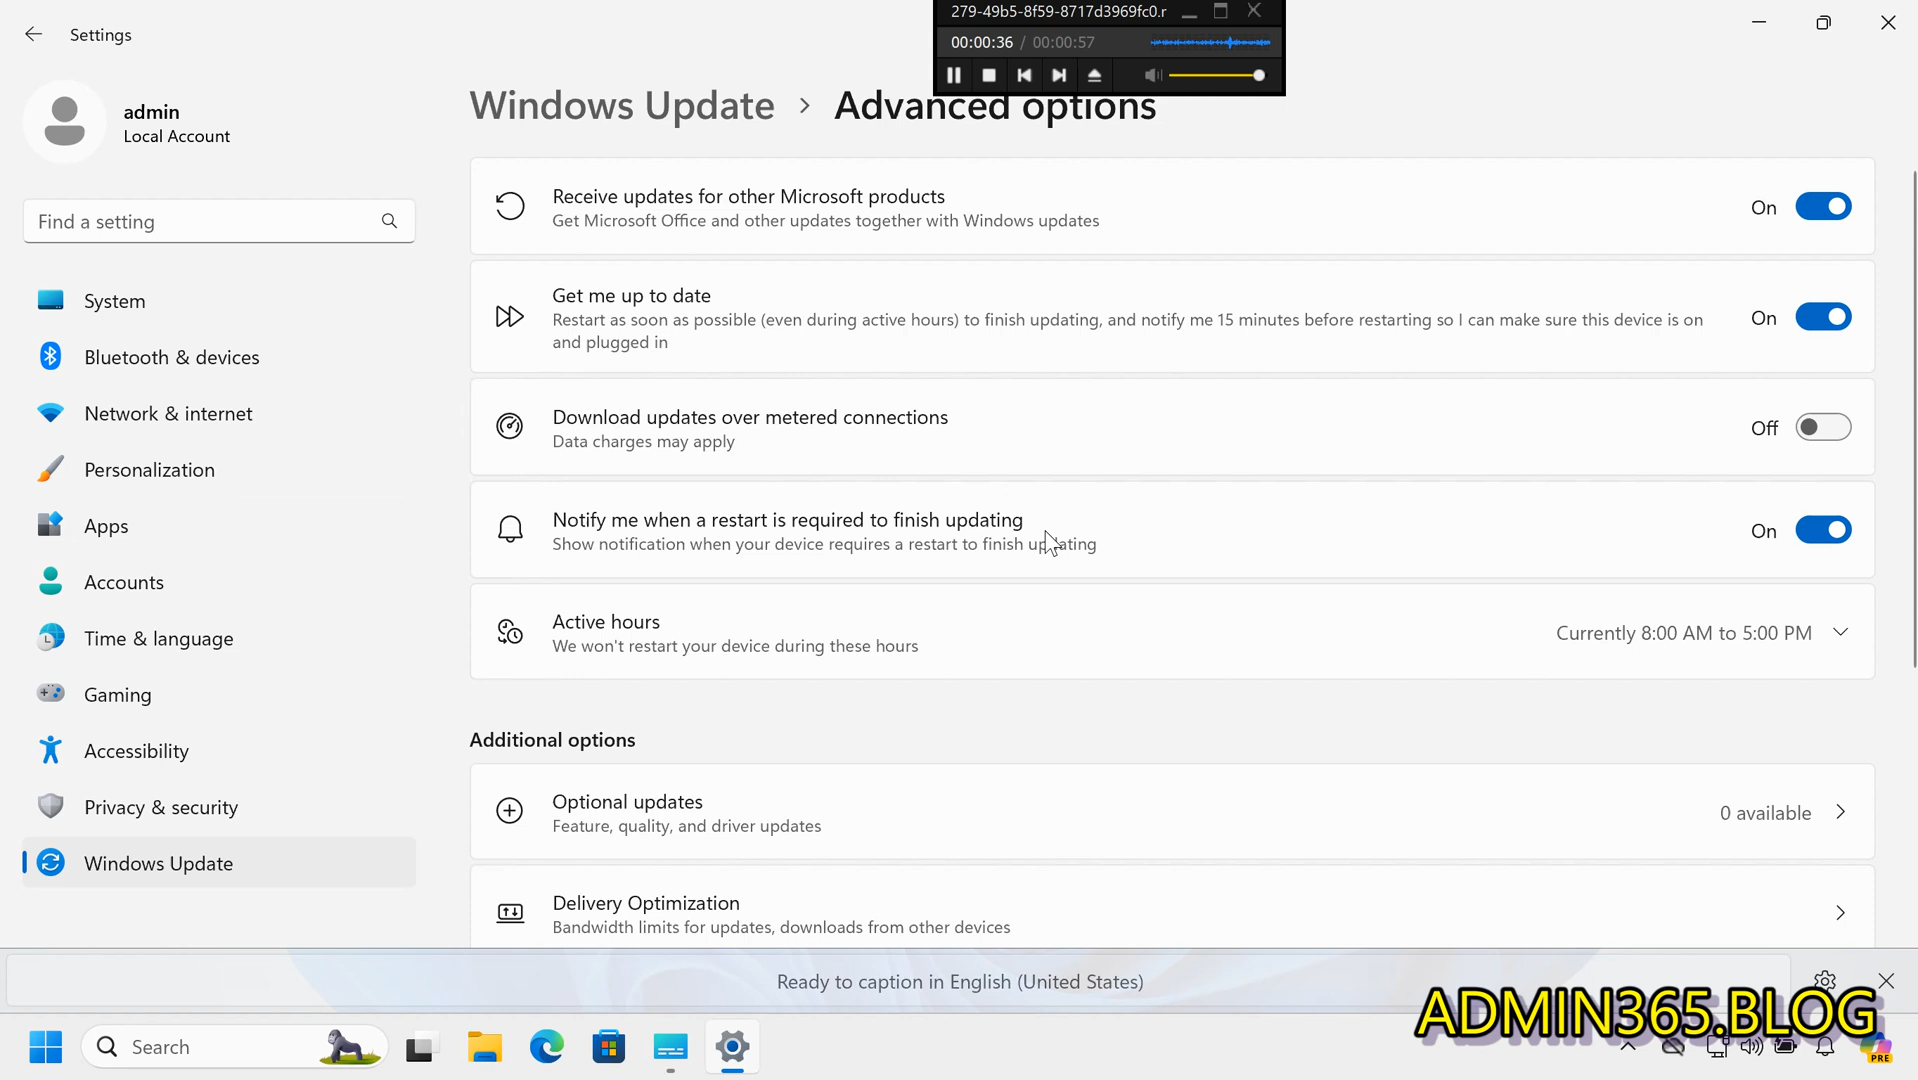 279-49b5-8f59-8717d3969fc0.r
00:00:36 / 00:00:57
Settings
admin
Local Account
Find a setting
System
Bluetooth & devices
Network & internet
Personalization
Apps
Accounts
Time & language
Gaming
Accessibility
Privacy & security
Windows Update
Windows Update > Advanced options
Receive updates for other Microsoft products
Get Microsoft Office and other updates together with Windows updates
On
Get me up to date
Restart as soon as possible (even during active hours) to finish updating, and notify me 15 minutes before restarting so I can make sure this device is on
and plugged in
On
Download updates over metered connections
Data charges may apply
Off
Notify me when a restart is required to finish updating
Show notification when your device requires a restart to finish updating
On
Active hours
We won't restart your device during these hours
Currently 8:00 AM to 5:00 PM
Additional options
Optional updates
Feature, quality, and driver updates
0 available
Delivery Optimization
Bandwidth limits for updates, downloads from other devices
Ready to caption in English (United States)
ADMIN365.BLOG
Search
PRE